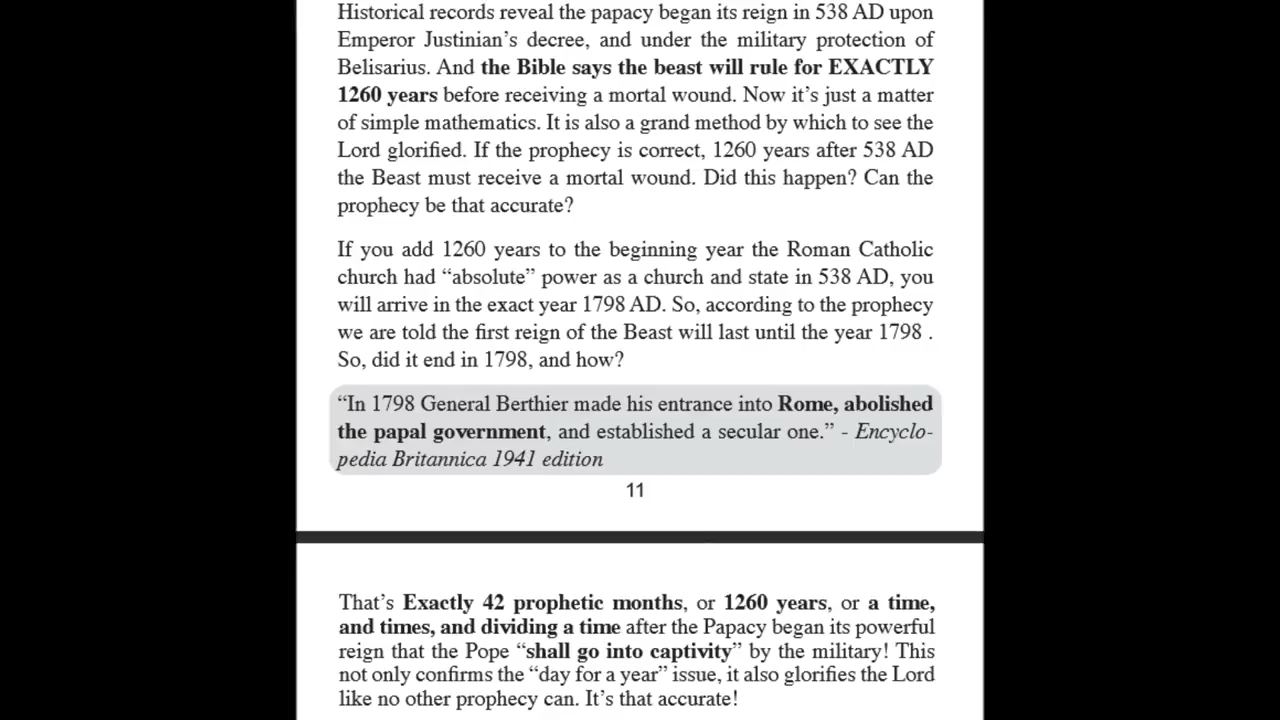 Historical records reveal the papacy began its reign in 538 AD upon
Emperor Justinian’s decree, and under the military protection of
Belisarius. And the Bible says the beast will rule for EXACTLY
1260 years before receiving a mortal wound. Now it’s just a matter
of simple mathematics. It is also a grand method by which to see the
Lord glorified. If the prophecy is correct, 1260 years after 538 AD
the Beast must receive a mortal wound. Did this happen? Can the
prophecy be that accurate?
If you add 1260 years to the beginning year the Roman Catholic
church had “absolute” power as a church and state in 538 AD, you
will arrive in the exact year 1798 AD. So, according to the prophecy
we are told the first reign of the Beast will last until the year 1798 .
So, did it end in 1798, and how?
“In 1798 General Berthier made his entrance into Rome, abolished
the papal government, and established a secular one.” - Encyclo-
pedia Britannica 1941 edition
11
That’s Exactly 42 prophetic months, or 1260 years, or a time,
and times, and dividing a time after the Papacy began its powerful
reign that the Pope “shall go into captivity” by the military! This
not only confirms the “day for a year” issue, it also glorifies the Lord
like no other prophecy can. It’s that accurate!